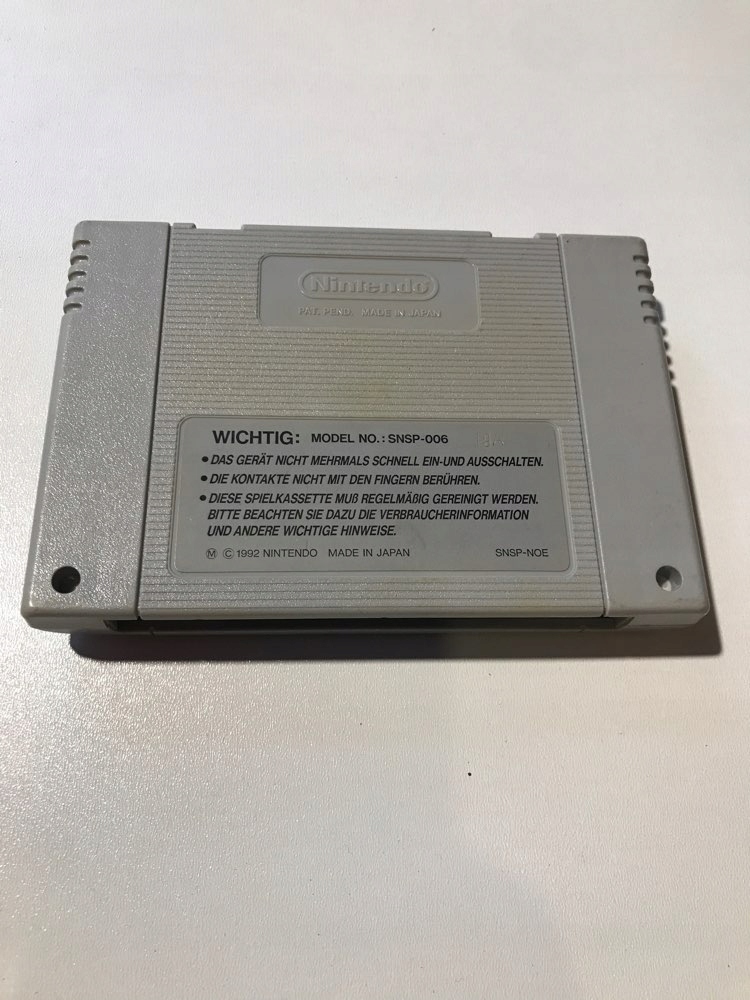 Nintendo
PAT. PEND. MADE IN JAPAN
WICHTIG: MODEL NO.: SNSP-006
• DAS GERÄT NICHT MEHRMALS SCHNELL EIN-UND AUSSCHALTEN.
• DIE KONTAKTE NICHT MIT DEN FINGERN BERÜHREN.
• DIESE SPIELKASSETTE MUß REGELMÄßIG GEREINIGT WERDEN.
BITTE BEACHTEN SIE DAZU DIE VERBRAUCHERINFORMATION
UND ANDERE WICHTIGE HINWEISE.
Ⓜ © 1992 NINTENDO MADE IN JAPAN SNSP-NOE